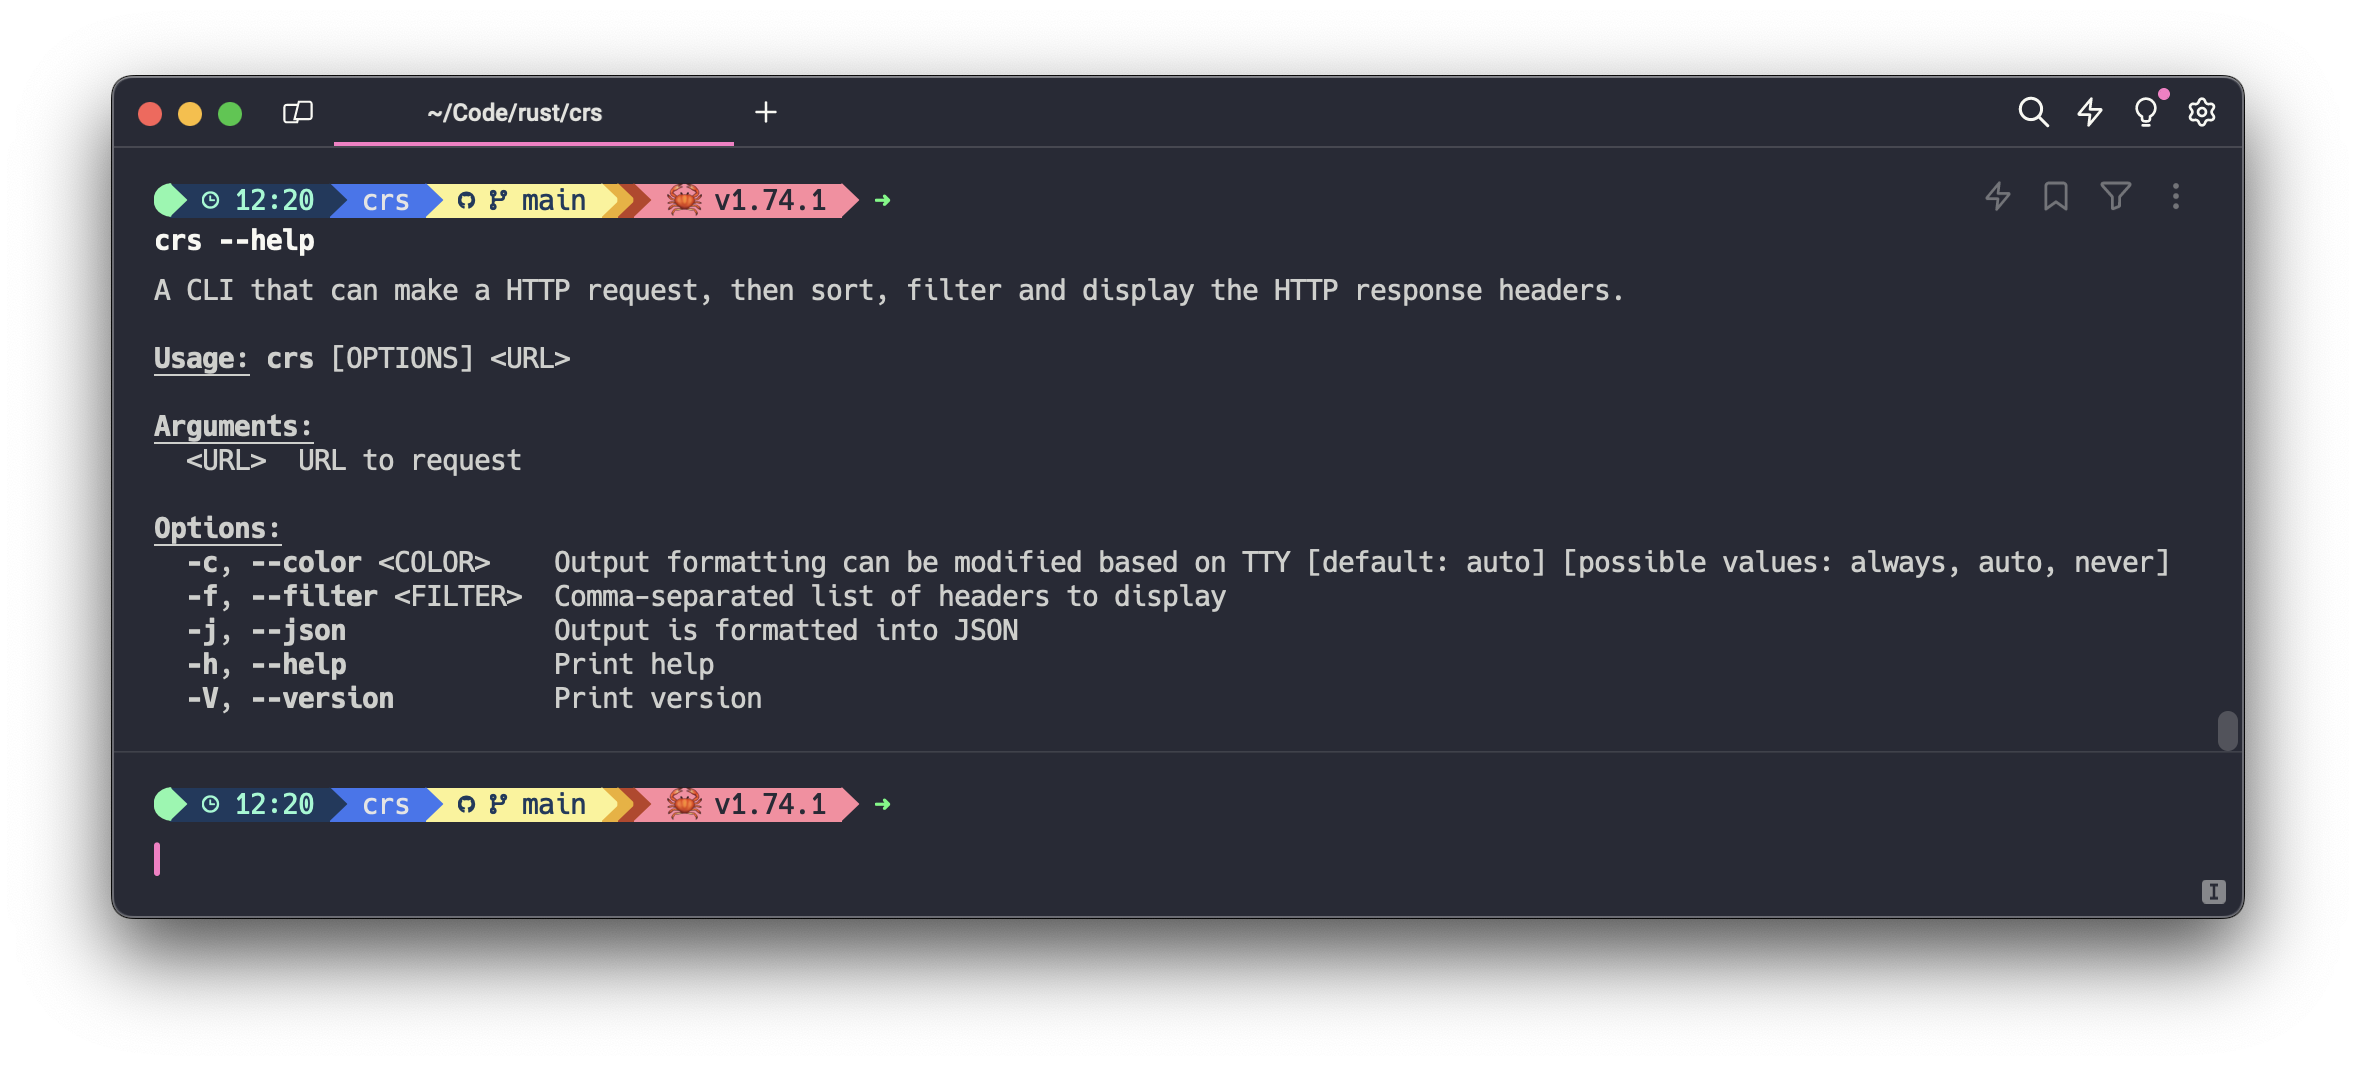 ~/Code/rust/crs
12:20 crs main v1.74.1
crs --help
A CLI that can make a HTTP request, then sort, filter and display the HTTP response headers.
Usage: crs [OPTIONS] <URL>
Arguments:
<URL>  URL to request
Options:
-c, --color <COLOR>    Output formatting can be modified based on TTY [default: auto] [possible values: always, auto, never]
-f, --filter <FILTER>  Comma-separated list of headers to display
-j, --json             Output is formatted into JSON
-h, --help             Print help
-V, --version          Print version
12:20 crs main v1.74.1